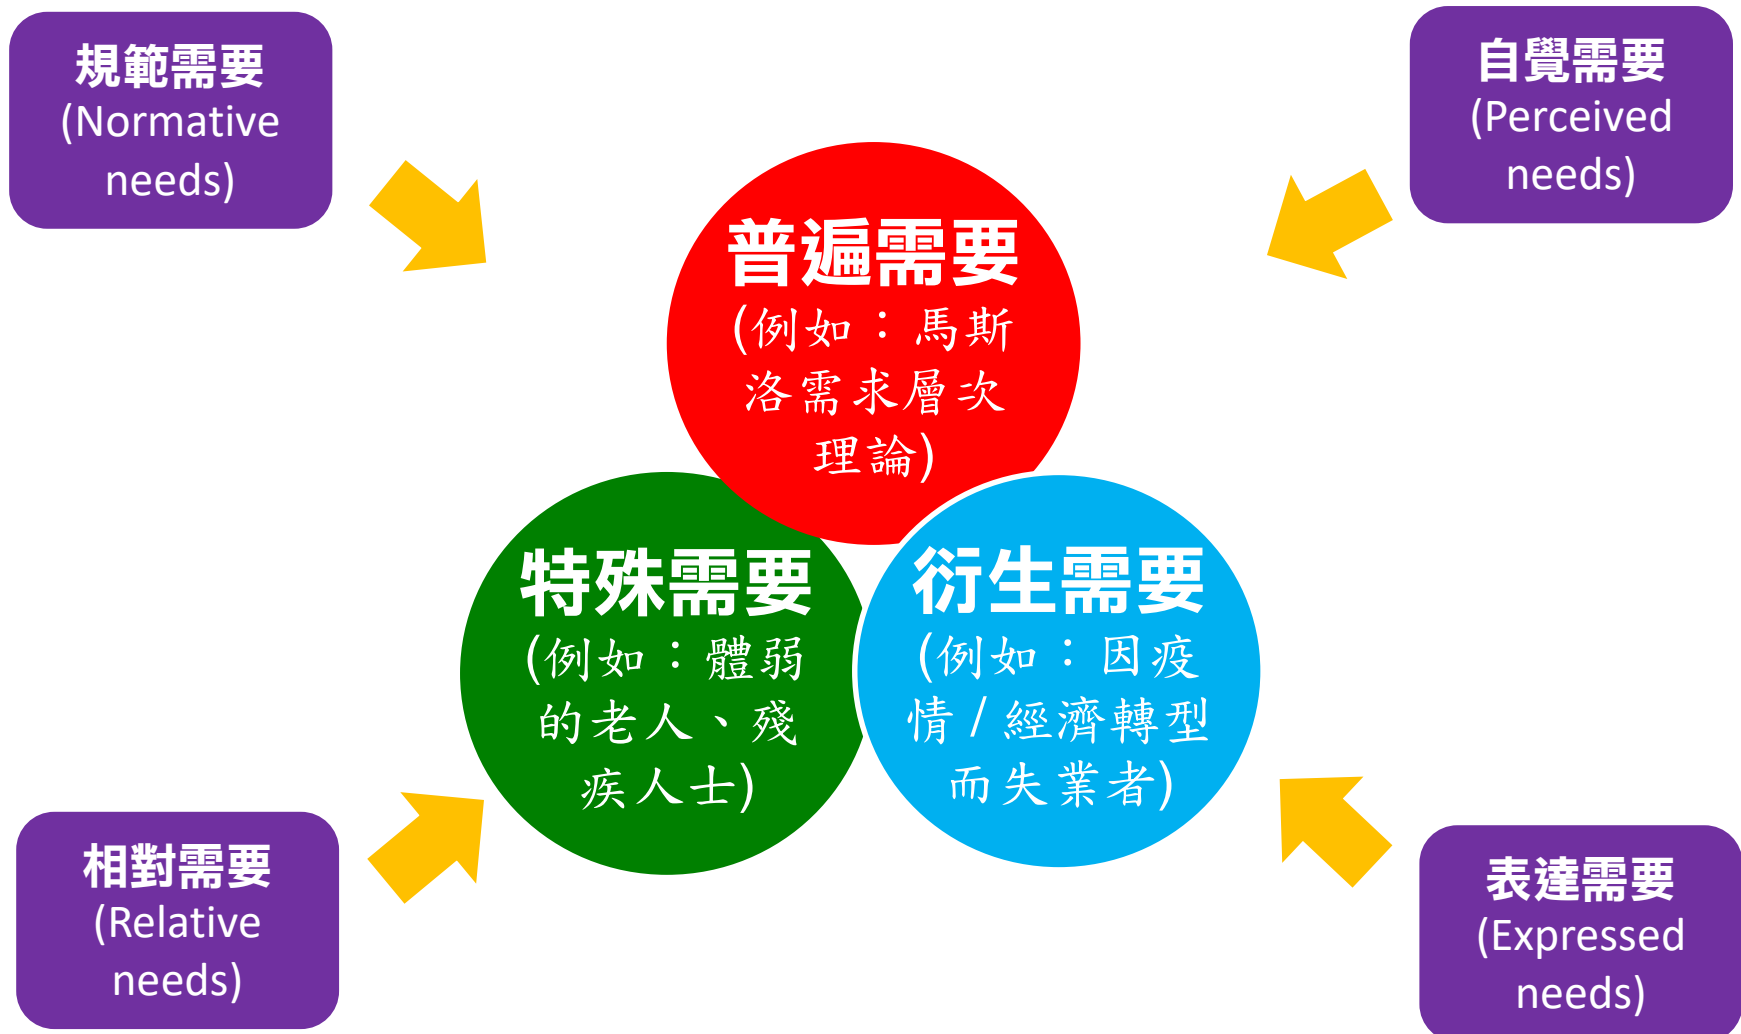 規範需要
(Normative
needs)
自覺需要
(Perceived
needs)
普遍需要
(例如：馬斯
洛需求層次
理論)
特殊需要
(例如：體弱
的老人、殘
疾人士)
衍生需要
(例如：因疫
情/經濟轉型
而失業者)
相對需要
(Relative
needs)
表達需要
(Expressed
needs)